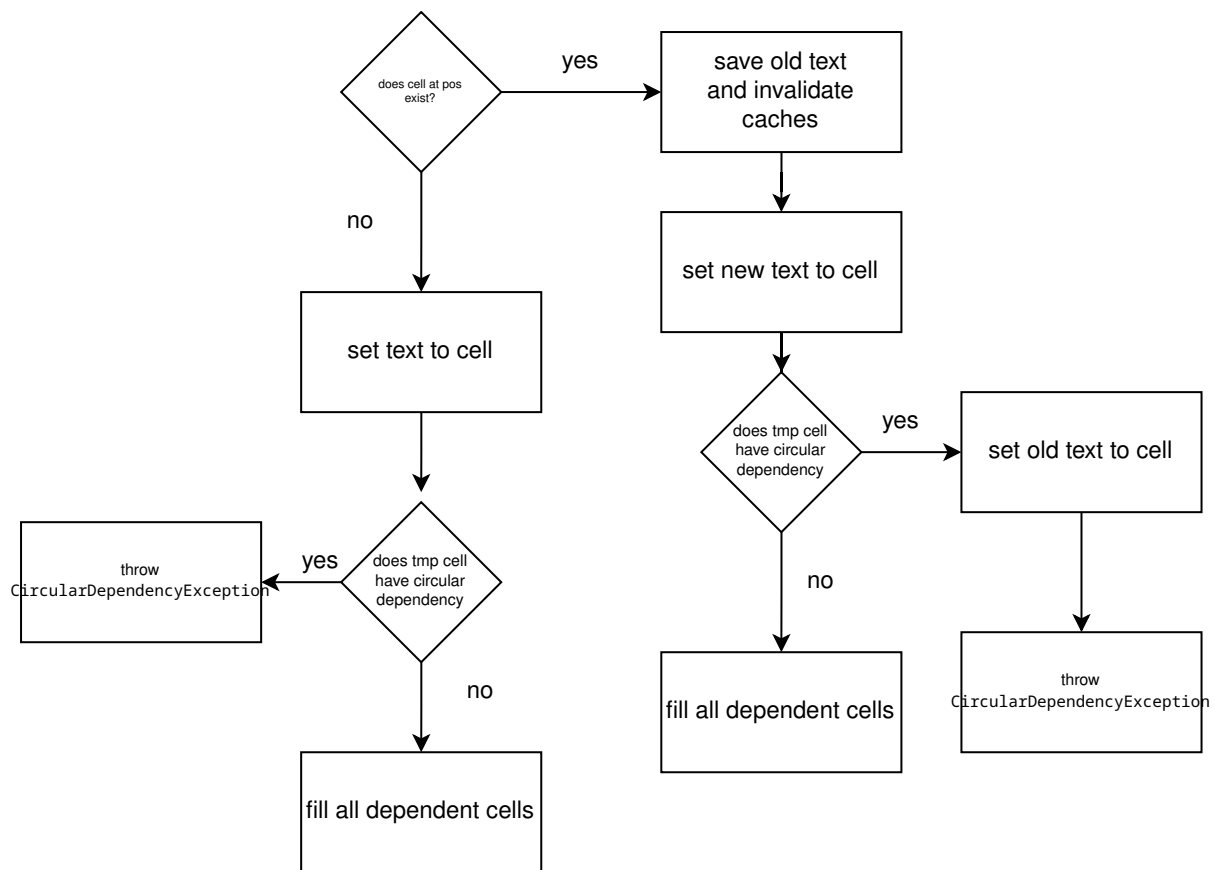 does cell at pos
exist?
yes
save old text
and invalidate
caches
no
set new text to cell
set text to cell
does tmp cell
have circular
dependency
yes
set old text to cell
throw
CircularDependencyException
yes
does tmp cell
have circular
dependency
no
no
fill all dependent cells
throw
CircularDependencyException
fill all dependent cells